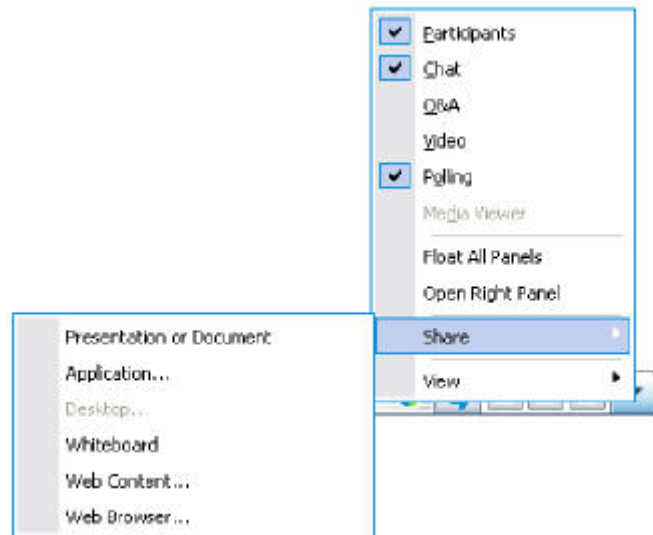 Participants
Chat
Q&A
Video
Polling
Media Viewer
Float All Panels
Open Right Panel
Share
View
Presentation or Document
Application...
Desktop...
Whiteboard
Web Content...
Web Browser...